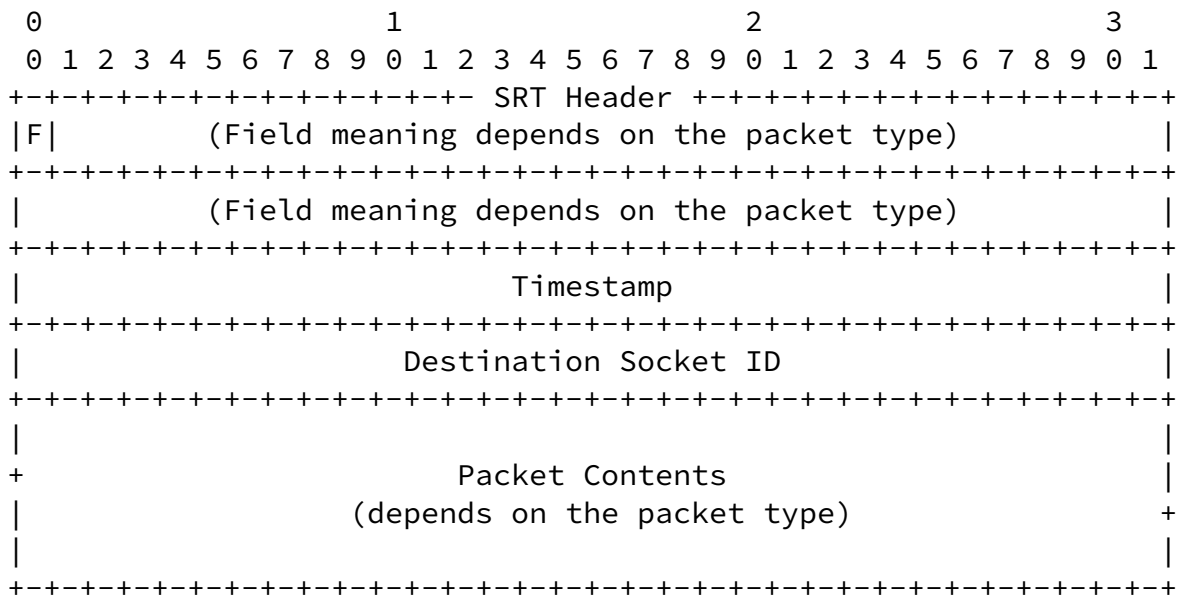 0                   1                   2                   3
 0 1 2 3 4 5 6 7 8 9 0 1 2 3 4 5 6 7 8 9 0 1 2 3 4 5 6 7 8 9 0 1
+-+-+-+-+-+-+-+-+-+-+-+-+- SRT Header +-+-+-+-+-+-+-+-+-+-+-+-+-+
|F|        (Field meaning depends on the packet type)           |
+-+-+-+-+-+-+-+-+-+-+-+-+-+-+-+-+-+-+-+-+-+-+-+-+-+-+-+-+-+-+-+-+
|          (Field meaning depends on the packet type)           |
+-+-+-+-+-+-+-+-+-+-+-+-+-+-+-+-+-+-+-+-+-+-+-+-+-+-+-+-+-+-+-+-+
|                           Timestamp                           |
+-+-+-+-+-+-+-+-+-+-+-+-+-+-+-+-+-+-+-+-+-+-+-+-+-+-+-+-+-+-+-+-+
|                     Destination Socket ID                     |
+-+-+-+-+-+-+-+-+-+-+-+-+-+-+-+-+-+-+-+-+-+-+-+-+-+-+-+-+-+-+-+-+
|                                                               |
+                        Packet Contents                        |
|                  (depends on the packet type)                 +
|                                                               |
+-+-+-+-+-+-+-+-+-+-+-+-+-+-+-+-+-+-+-+-+-+-+-+-+-+-+-+-+-+-+-+-+